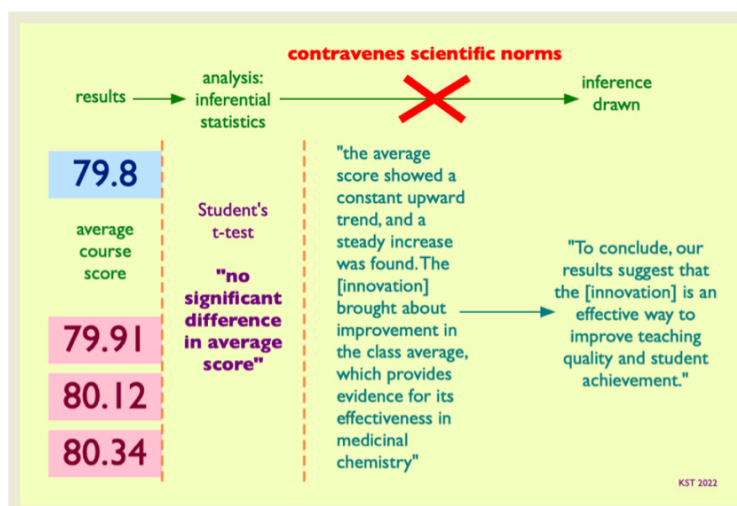 contravenes scientific norms
results
analysis:
inferential
statistics
inference
drawn
79.8
average
course
score
79.91
80.12
80.34
Student's
t-test
"no
significant
difference
in average
score"
"the average
score showed a
constant upward
trend, and a
steady increase
was found. The
[innovation]
brought about
improvement in
the class average,
which provides
evidence for its
effectiveness in
medicinal
chemistry"
"To conclude, our
results suggest that
the [innovation] is an
effective way to
improve teaching
quality and student
achievement."
KST 2022